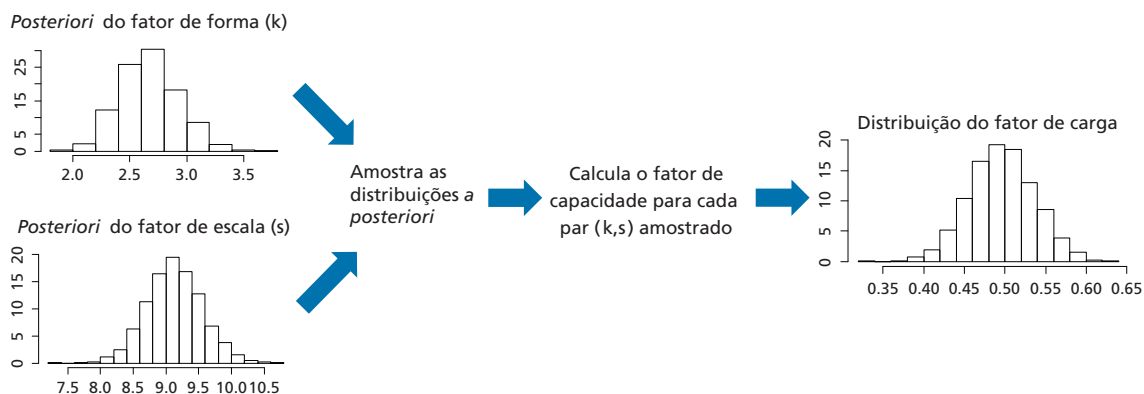 Posteriori do fator de forma (k)
5
15
25
2.0 2.5 3.0 3.5
Posteriori do fator de escala (s)
0
5
10
15
20
7.5 8.0 8.5 9.0 9.5 10.0 10.5
Amostra as
distribuições a
posteriori
Calcula o fator de
capacidade para cada
par (k,s) amostrado
Distribuição do fator de carga
0
5
10
15
20
0.35 0.40 0.45 0.50 0.55 0.60 0.65